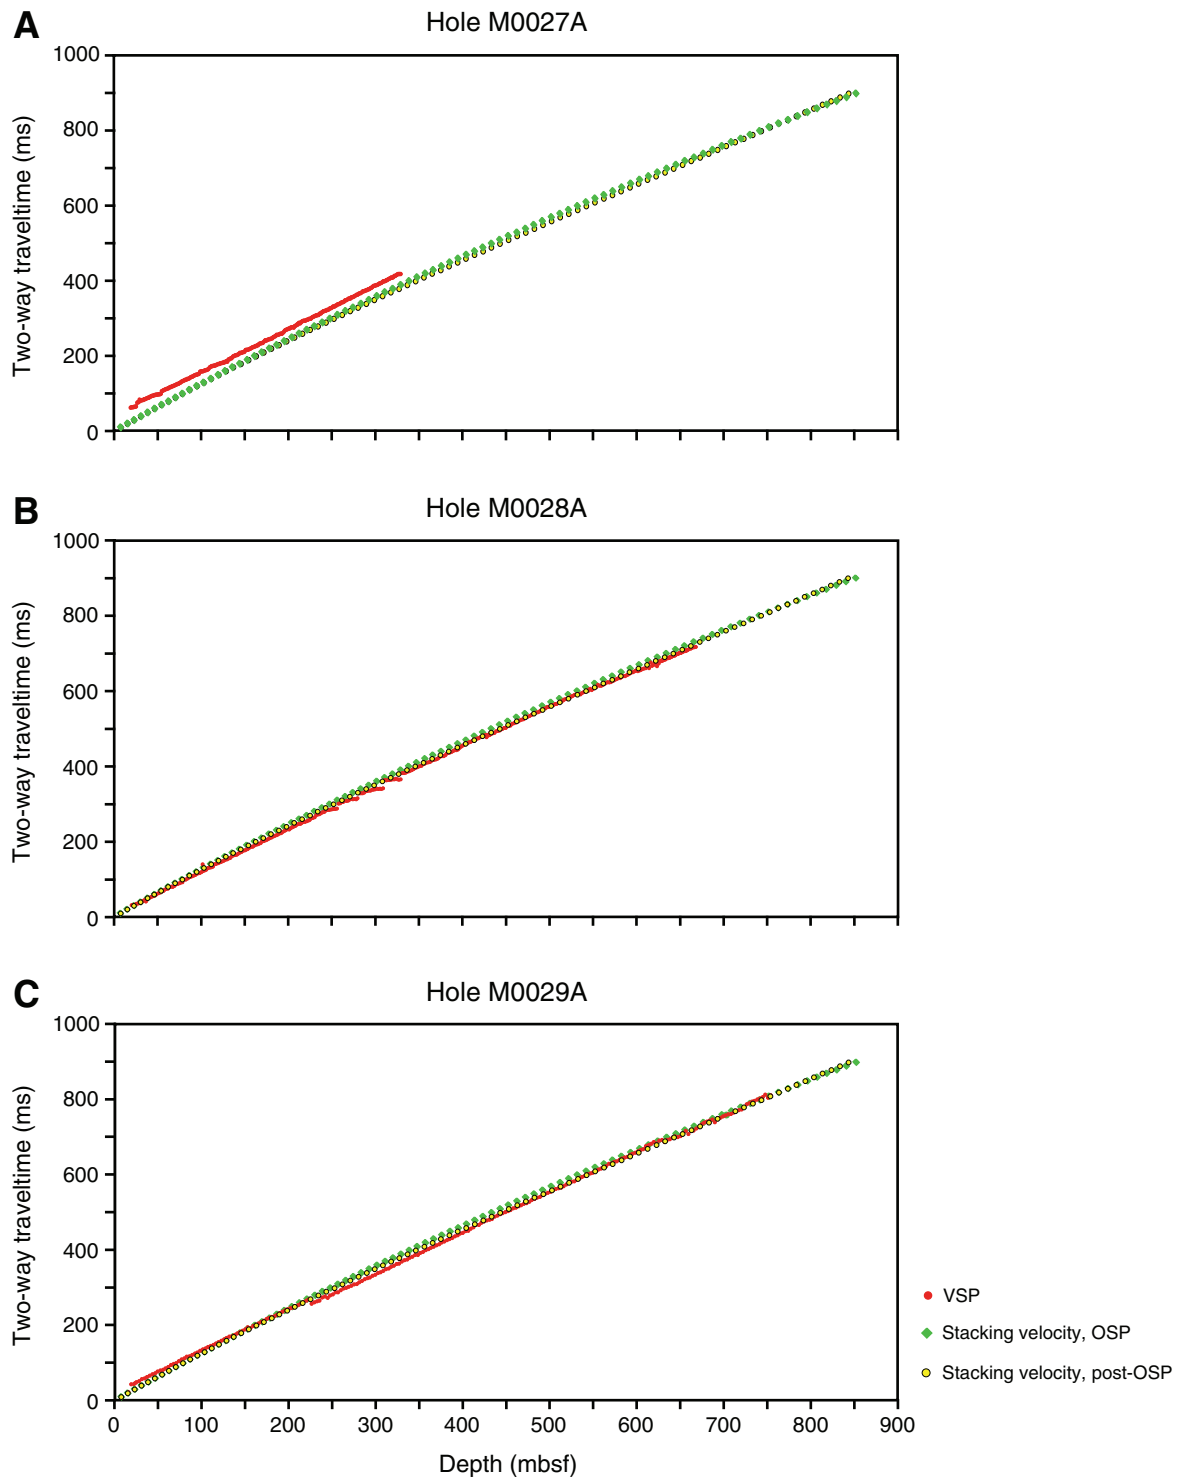 A
Hole M0027A
1000
800
600
400
200
0
Two-way traveltime (ms)
B
Hole M0028A
1000
800
600
400
200
0
Two-way traveltime (ms)
C
Hole M0029A
1000
800
600
400
200
0
Two-way traveltime (ms)
0 100 200 300 400 500 600 700 800 900
Depth (mbsf)
VSP
Stacking velocity, OSP
Stacking velocity, post-OSP